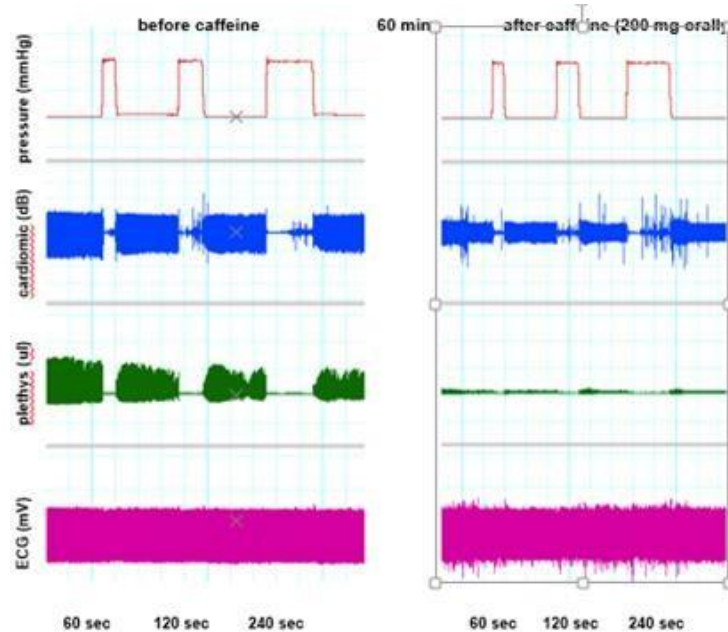 before caffeine
60 min after caffeine (200 mg orally
pressure (mmHg)
cardiomic (dB)
plethys (ul)
ECG (mV)
60 sec 120 sec 240 sec
60 sec 120 sec 240 sec